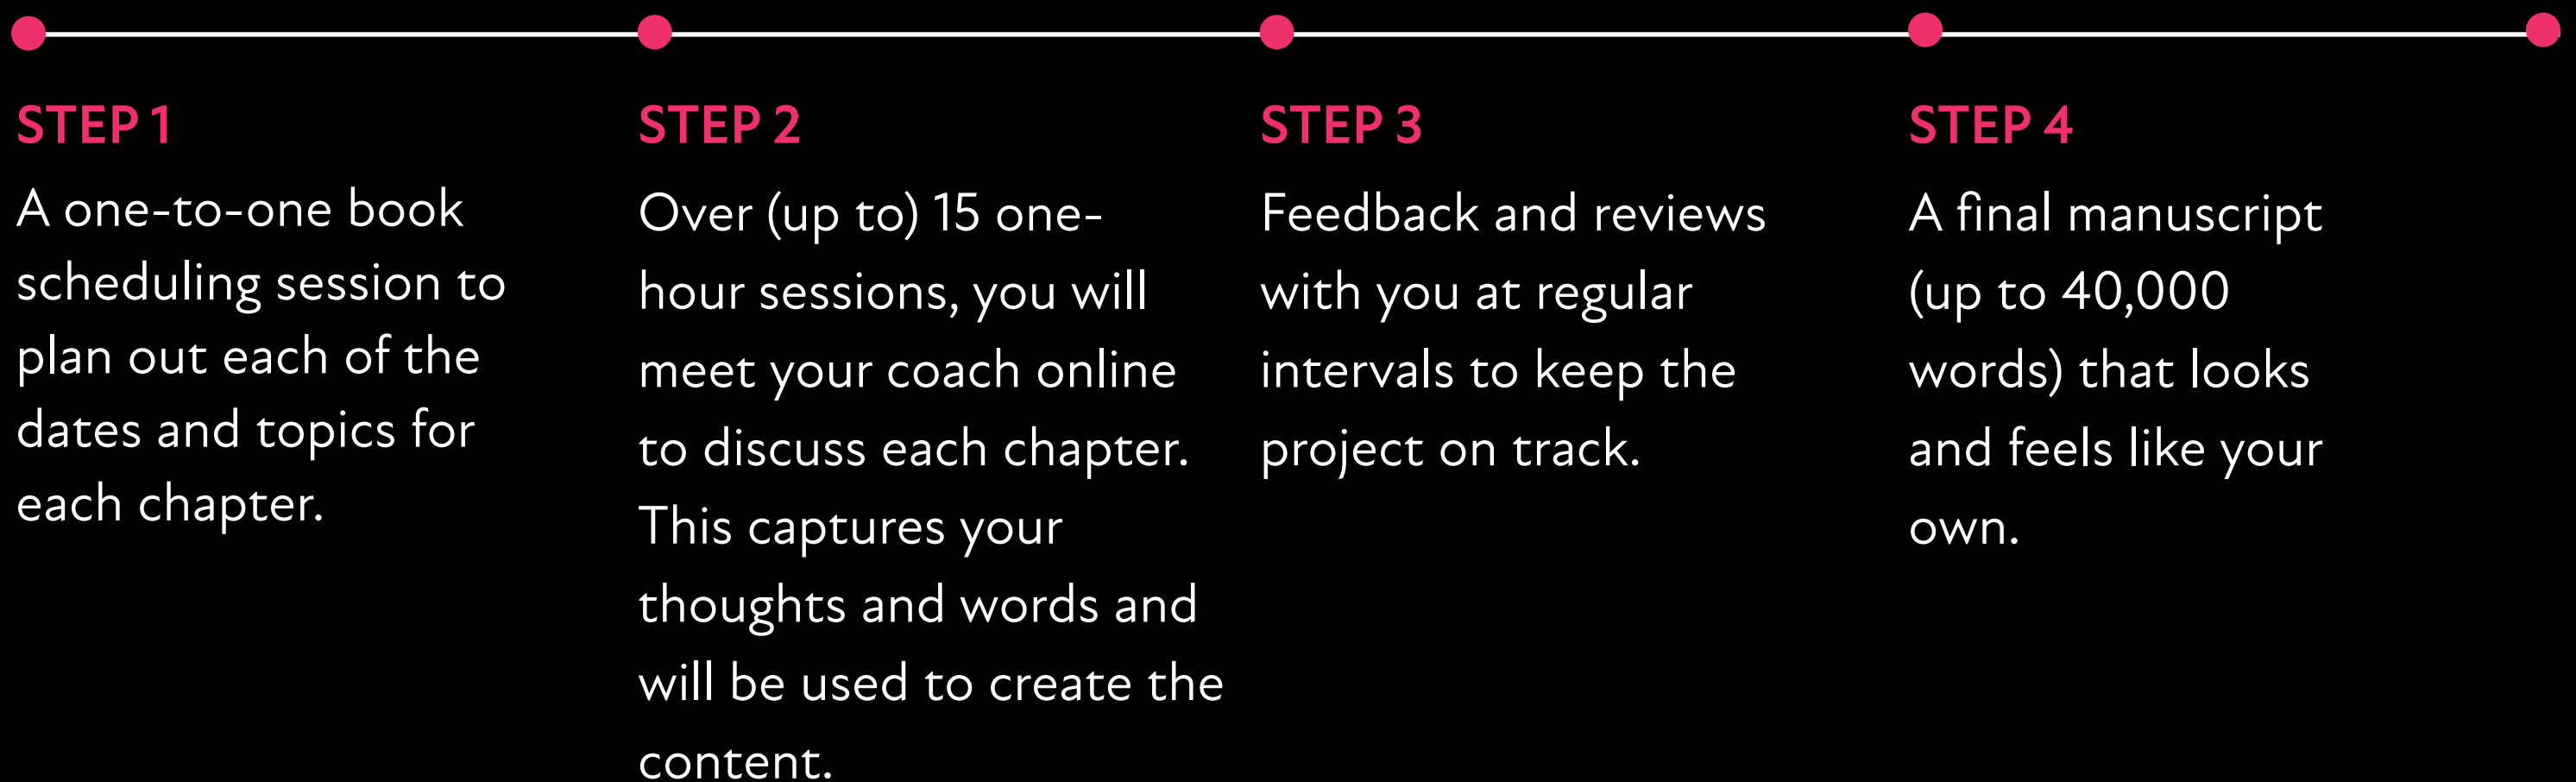 STEP 1
A one-to-one book
scheduling session to
plan out each of the
dates and topics for
each chapter.
STEP 2
Over (up to) 15 one-
hour sessions, you will
meet your coach online
to discuss each chapter.
This captures your
thoughts and words and
will be used to create the
content.
STEP 3
Feedback and reviews
with you at regular
intervals to keep the
project on track.
STEP 4
A final manuscript
(up to 40,000
words) that looks
and feels like your
own.